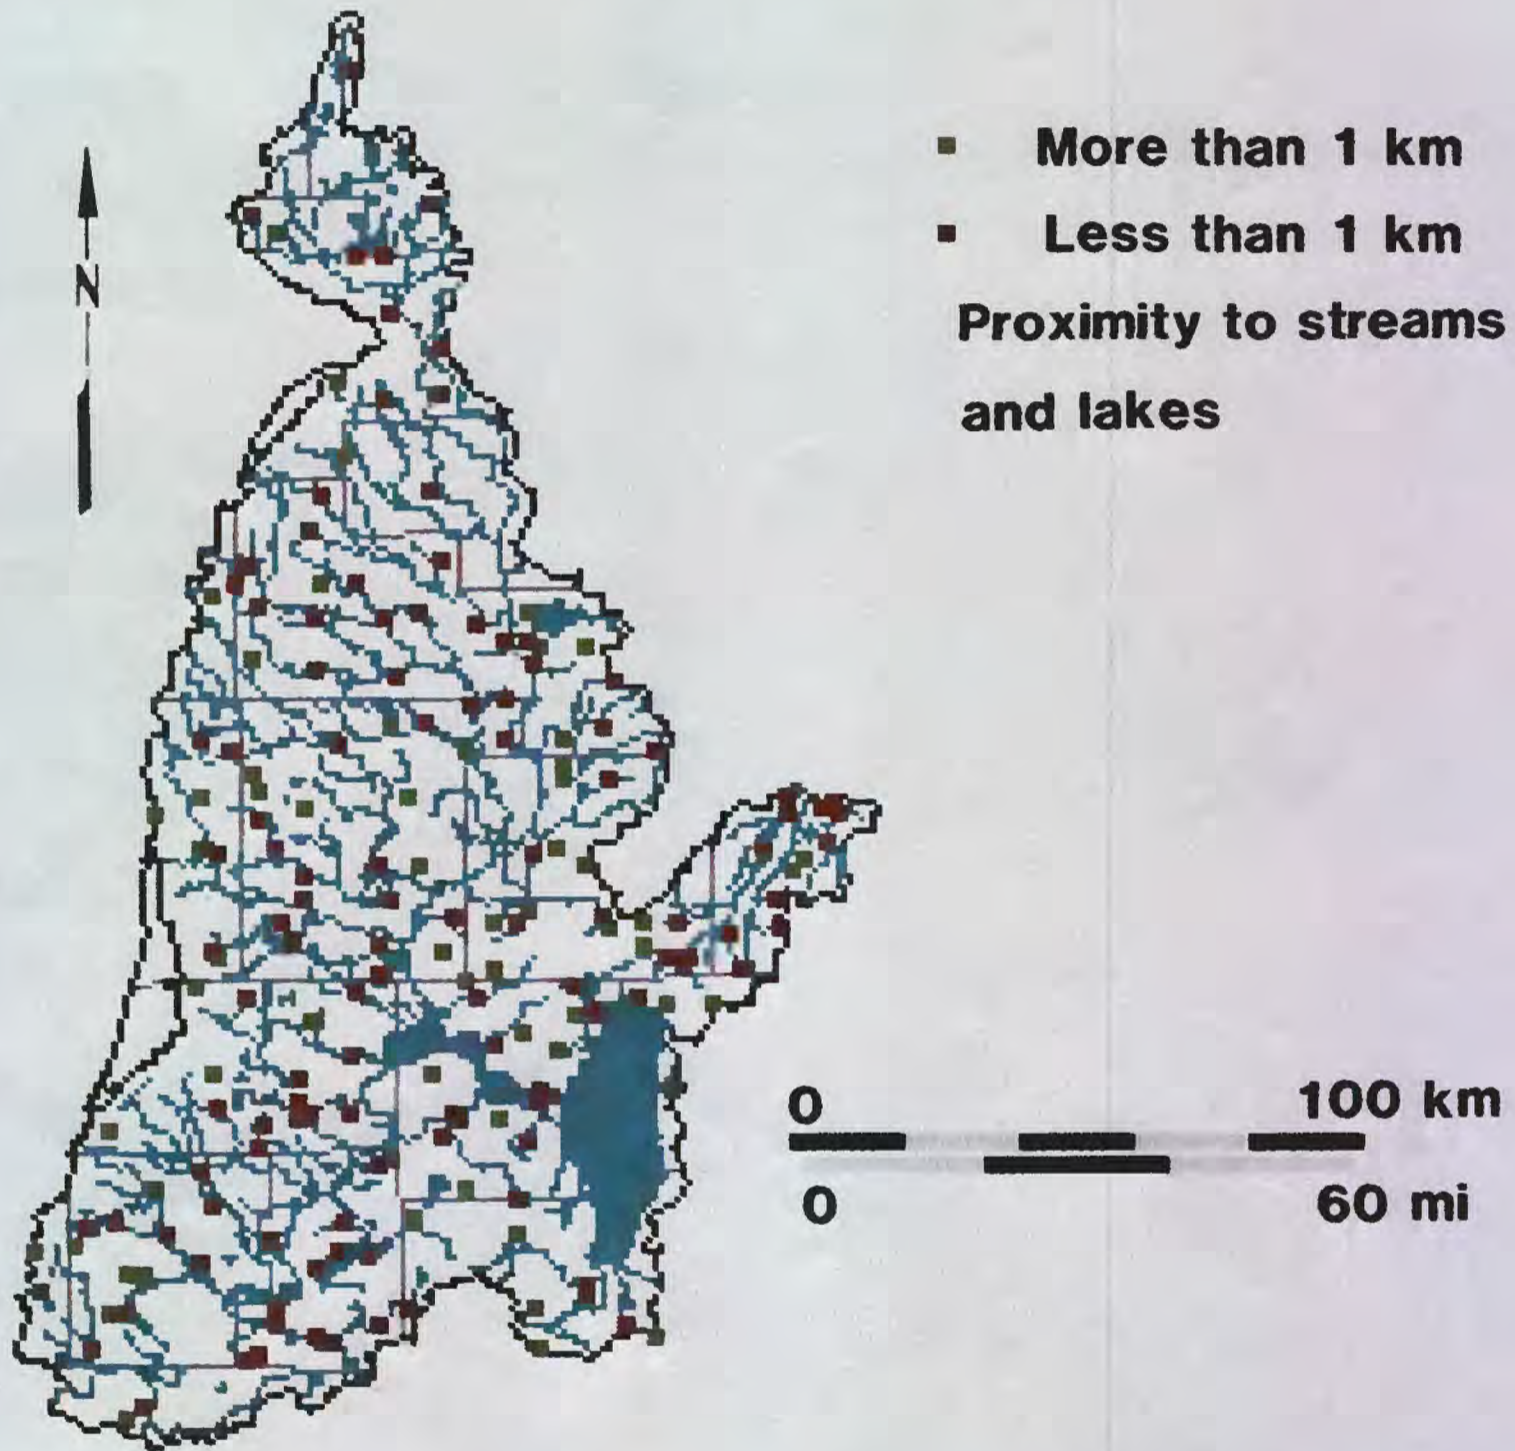 More than 1 km
Less than 1 km
Proximity to streams
and lakes
N
0 100 km
0 60 mi